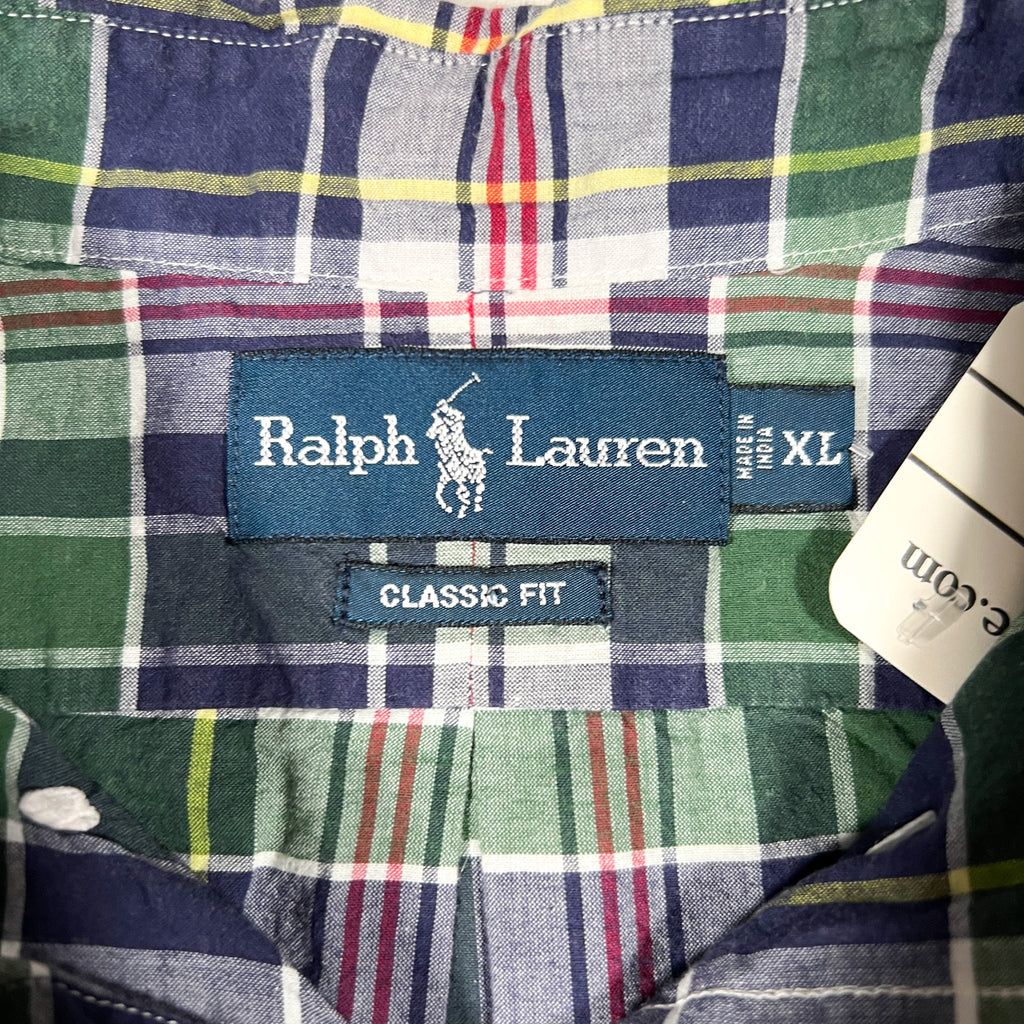 Ralph Lauren
MADE IN
INDIA
XL
CLASSIC FIT
e.com